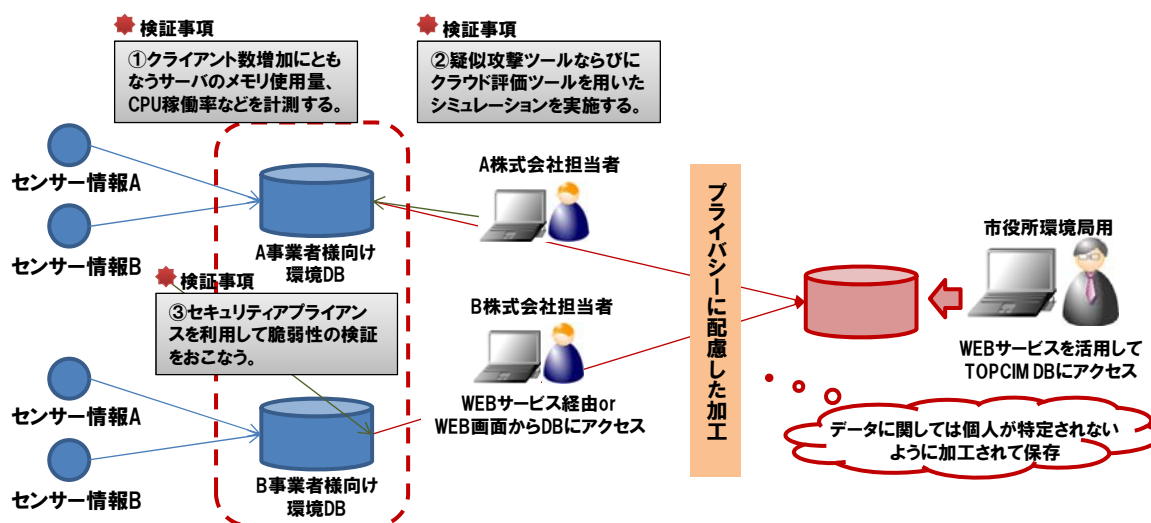 検証事項
①クライアント数増加にとも
なうサーバのメモリ使用量、
CPU稼働率などを計測する。
検証事項
②疑似攻撃ツールならびに
クラウド評価ツールを用いた
シミュレーションを実施する。
センサー情報A
センサー情報B
A事業者様向け
環境DB
A株式会社担当者
検証事項
③セキュリティアプライアン
スを利用して脆弱性の検証
をおこなう。
B株式会社担当者
WEBサービス経由or
WEB画面からDBにアクセス
センサー情報A
センサー情報B
B事業者様向け
環境DB
プライバシーに配慮した加工
市役所環境局用
WEBサービスを活用して
TOPCIM DBにアクセス
データに関しては個人が特定されない
ように加工されて保存